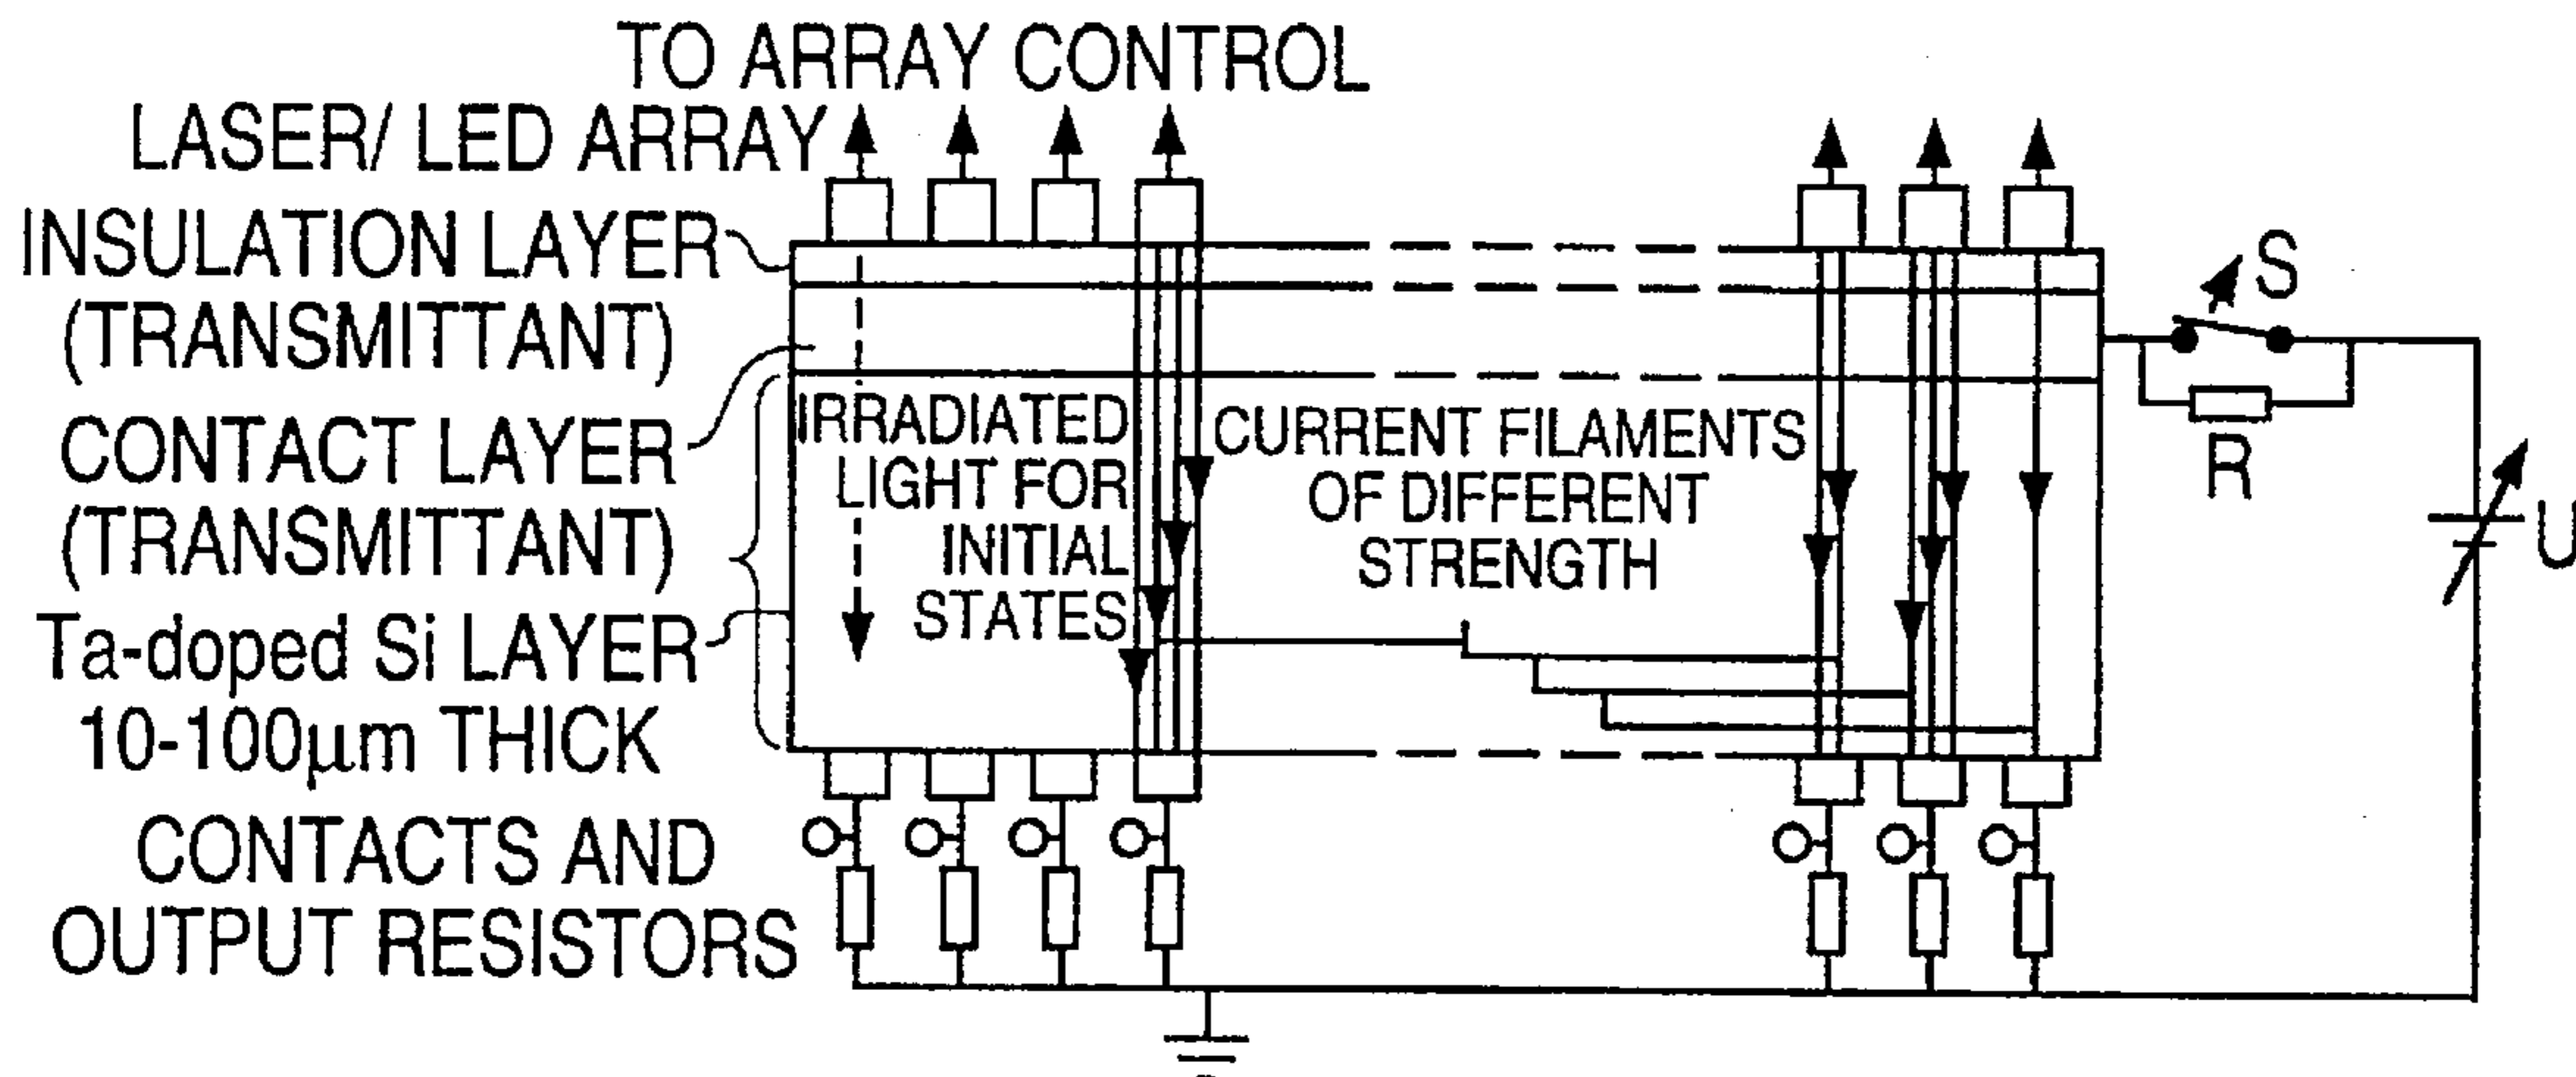 TO ARRAY CONTROL
LASER/ LED ARRAY
INSULATION LAYER
(TRANSMITTANT)
CONTACT LAYER
(TRANSMITTANT)
Ta-doped Si LAYER
10-100μm THICK
CONTACTS AND
OUTPUT RESISTORS
IRRADIATED
LIGHT FOR
INITIAL
STATES
CURRENT FILAMENTS
OF DIFFERENT
STRENGTH
S
R
U